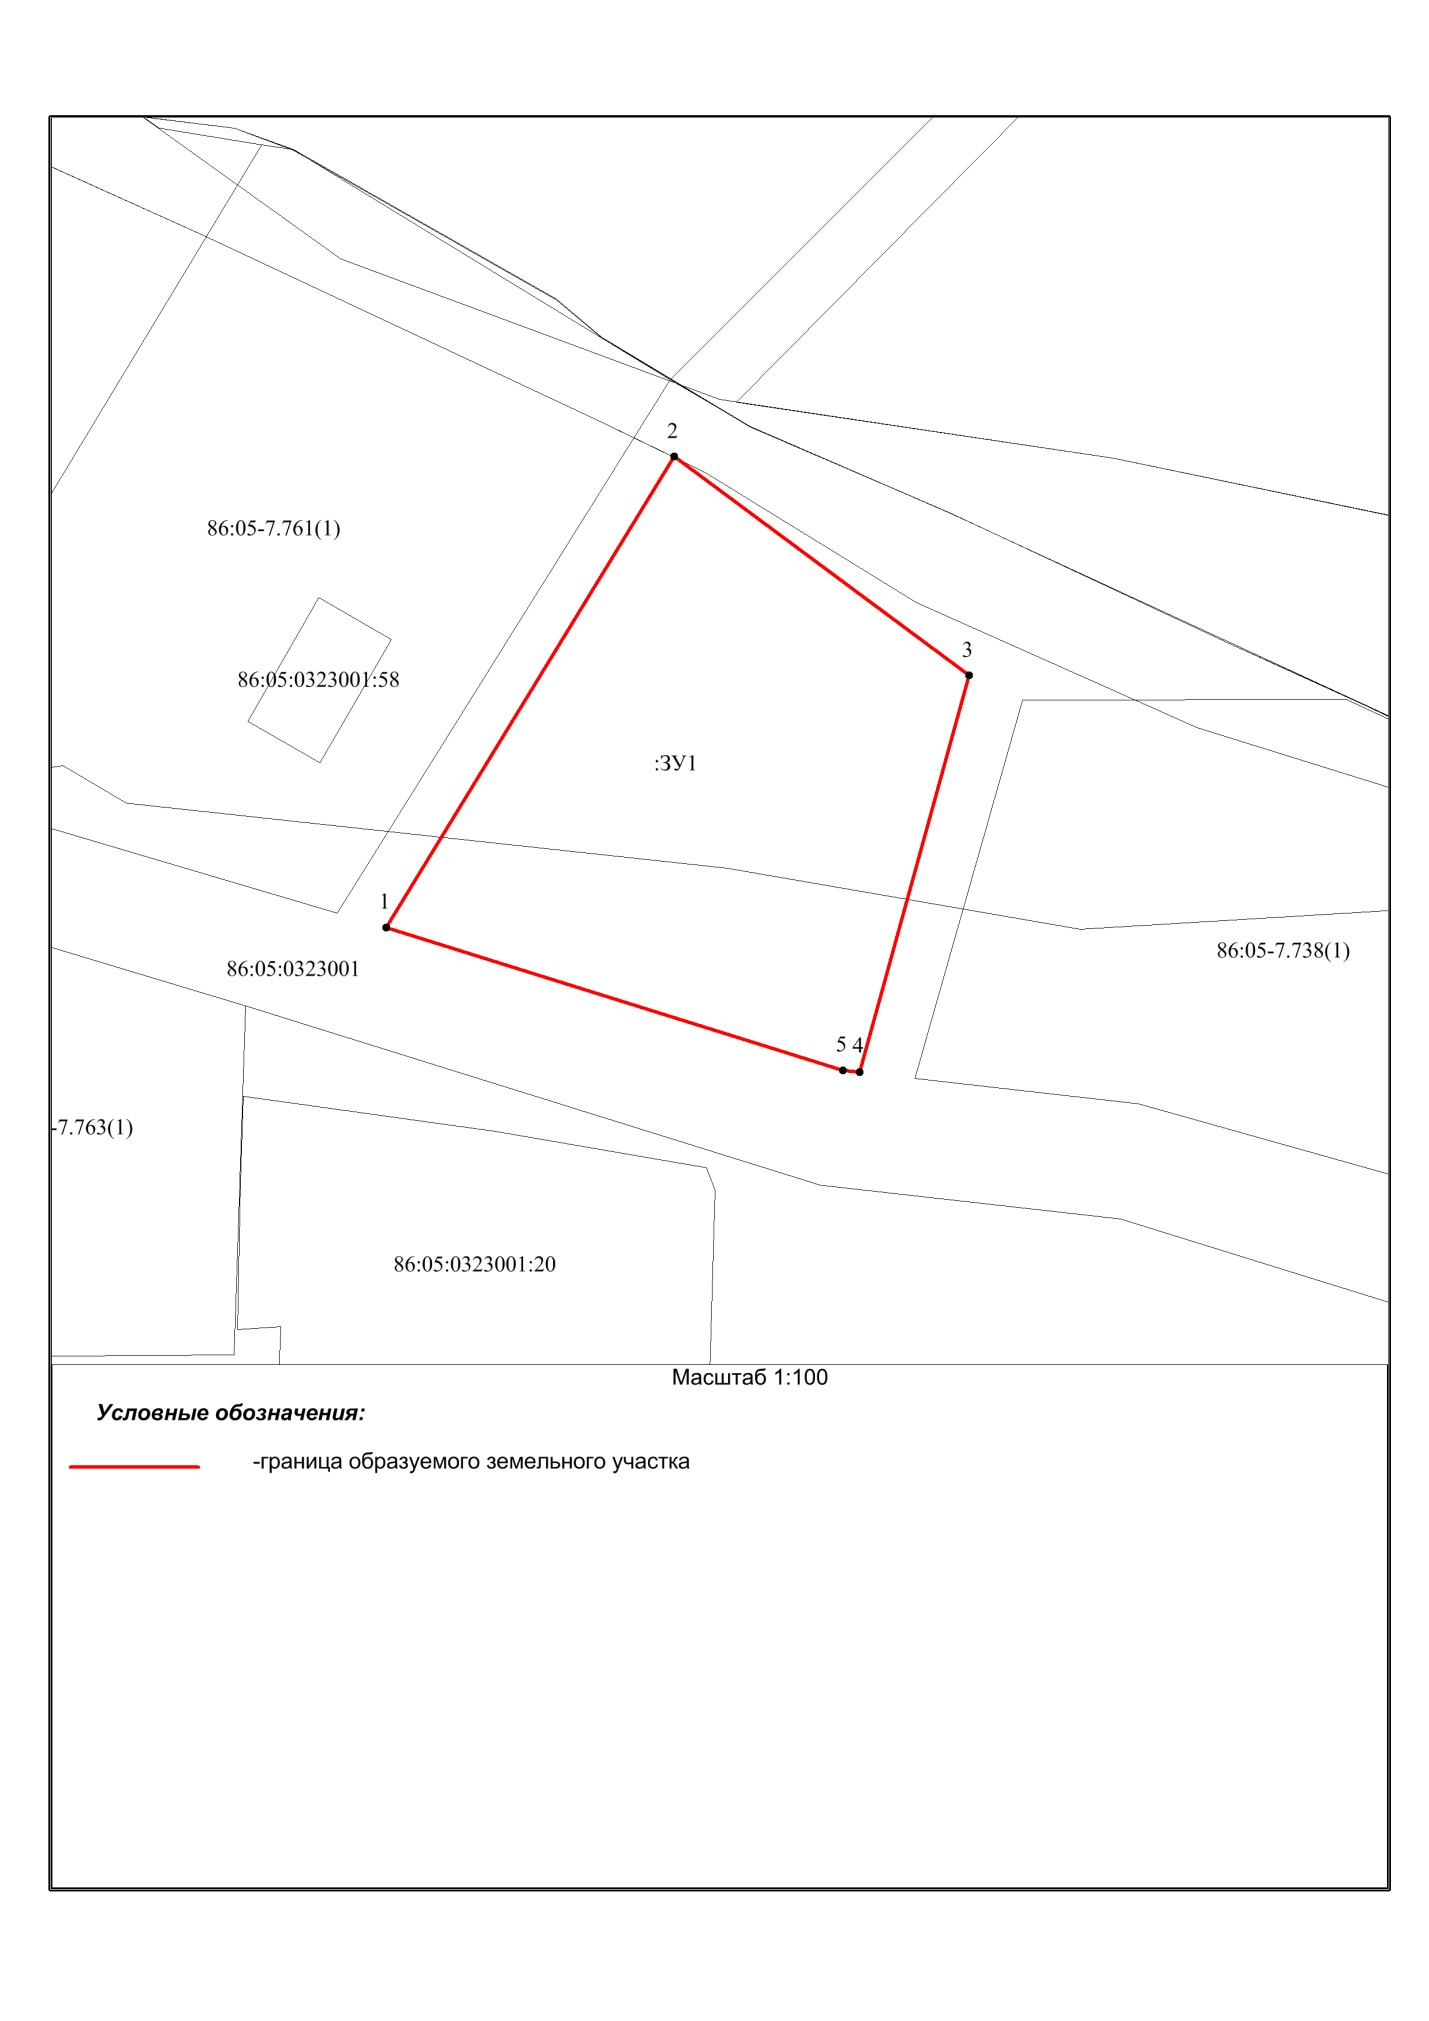 2
86:05-7.761(1)
3
86:05:0323001:58
:ЗУ1
1
86:05-7.738(1)
86:05:0323001
5 4
-7.763(1)
86:05:0323001:20
Масштаб 1:100
Условные обозначения:
-граница образуемого земельного участка